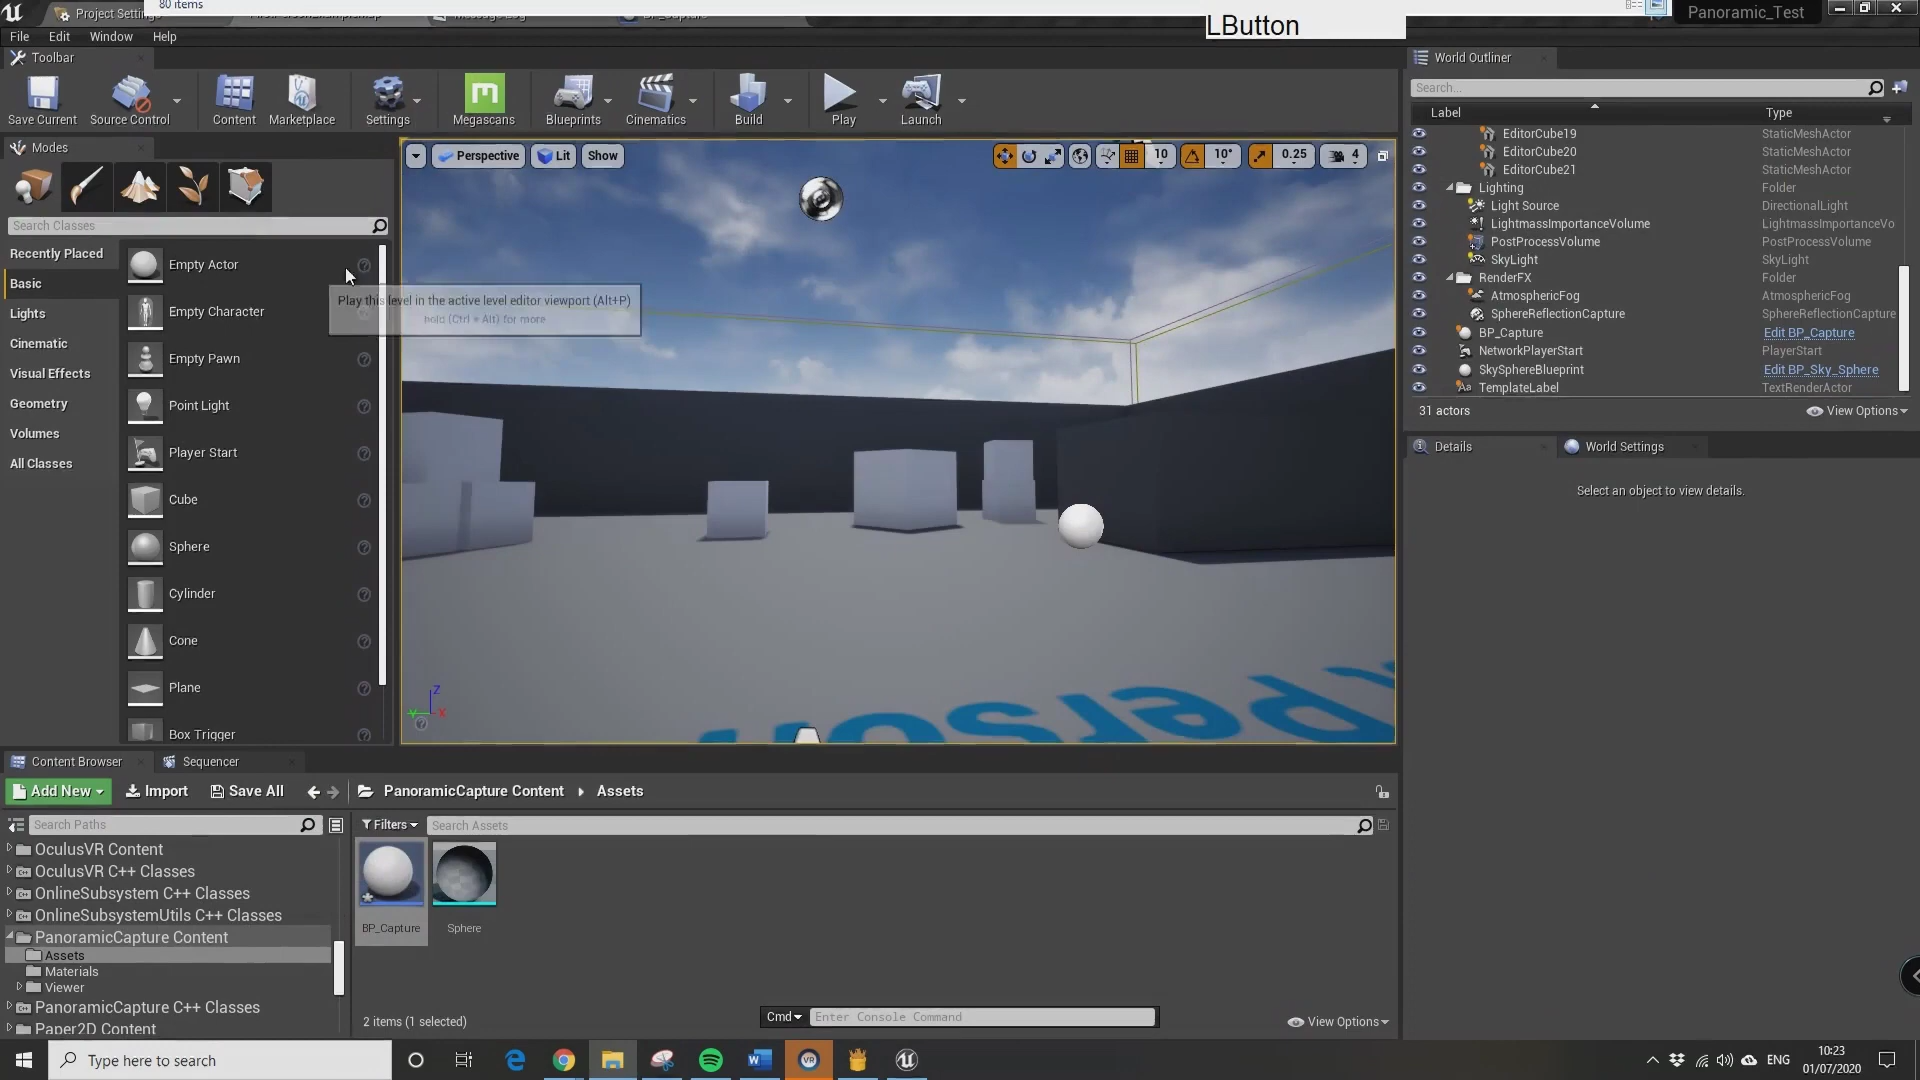 80 items
LButton
Project Settings
Message Log
BP_Capture
Panoramic_Test
File Edit Window Help
Toolbar
Save Current
Source Control
Content
Marketplace
Settings
Megascans
Blueprints
Cinematics
Build
Play
Launch
Modes
Search Classes
Recently Placed
Basic
Lights
Cinematic
Visual Effects
Geometry
Volumes
All Classes
Empty Actor
Empty Character
Empty Pawn
Point Light
Player Start
Cube
Sphere
Cylinder
Cone
Plane
Box Trigger
Play this level in the active level editor viewport (Alt+P)
hold (Ctrl + Alt) for more
Perspective
Lit
Show
10
10°
0.25
4
Z
Y
X
World Outliner
Search...
Label Type
EditorCube19 StaticMeshActor
EditorCube20 StaticMeshActor
EditorCube21 StaticMeshActor
Lighting Folder
Light Source DirectionalLight
LightmassImportanceVolume LightmassImportanceVo
PostProcessVolume PostProcessVolume
SkyLight SkyLight
RenderFX Folder
AtmosphericFog AtmosphericFog
SphereReflectionCapture SphereReflectionCapture
BP_Capture Edit BP_Capture
NetworkPlayerStart PlayerStart
SkySphereBlueprint Edit BP_Sky_Sphere
TemplateLabel TextRenderActor
31 actors
View Options
Details
World Settings
Select an object to view details.
Content Browser
Sequencer
Add New
Import
Save All
PanoramicCapture Content
Assets
Search Paths
Filters
Search Assets
OculusVR Content
OculusVR C++ Classes
OnlineSubsystem C++ Classes
OnlineSubsystemUtils C++ Classes
PanoramicCapture Content
Assets
Materials
Viewer
PanoramicCapture C++ Classes
Paper2D Content
BP_Capture
Sphere
2 items (1 selected)
Cmd
Enter Console Command
View Options
Type here to search
ENG
10:23
01/07/2020